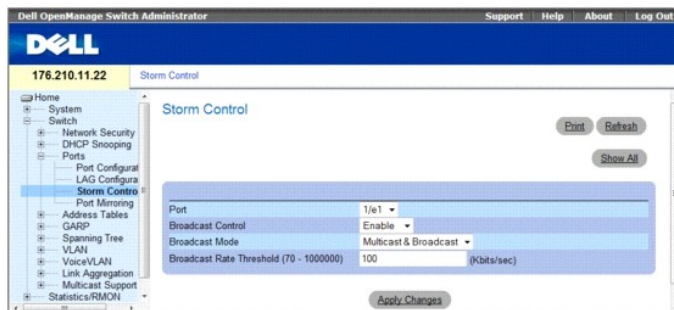 Dell OpenManage Switch Administrator
Support Help About Log Out
DELL
176.210.11.22
Storm Control
Home
System
Switch
Network Security
DHCP Snooping
Ports
Port Configurat
LAG Configura
Storm Contro
Port Mirroring
Address Tables
GARP
Spanning Tree
VLAN
VoiceVLAN
Link Aggregation
Multicast Support
Statistics/RMON
Storm Control
Print Refresh
Show All
Port 1/e1
Broadcast Control Enable
Broadcast Mode Multicast & Broadcast
Broadcast Rate Threshold (70 - 1000000) 100 (Kbits/sec)
Apply Changes